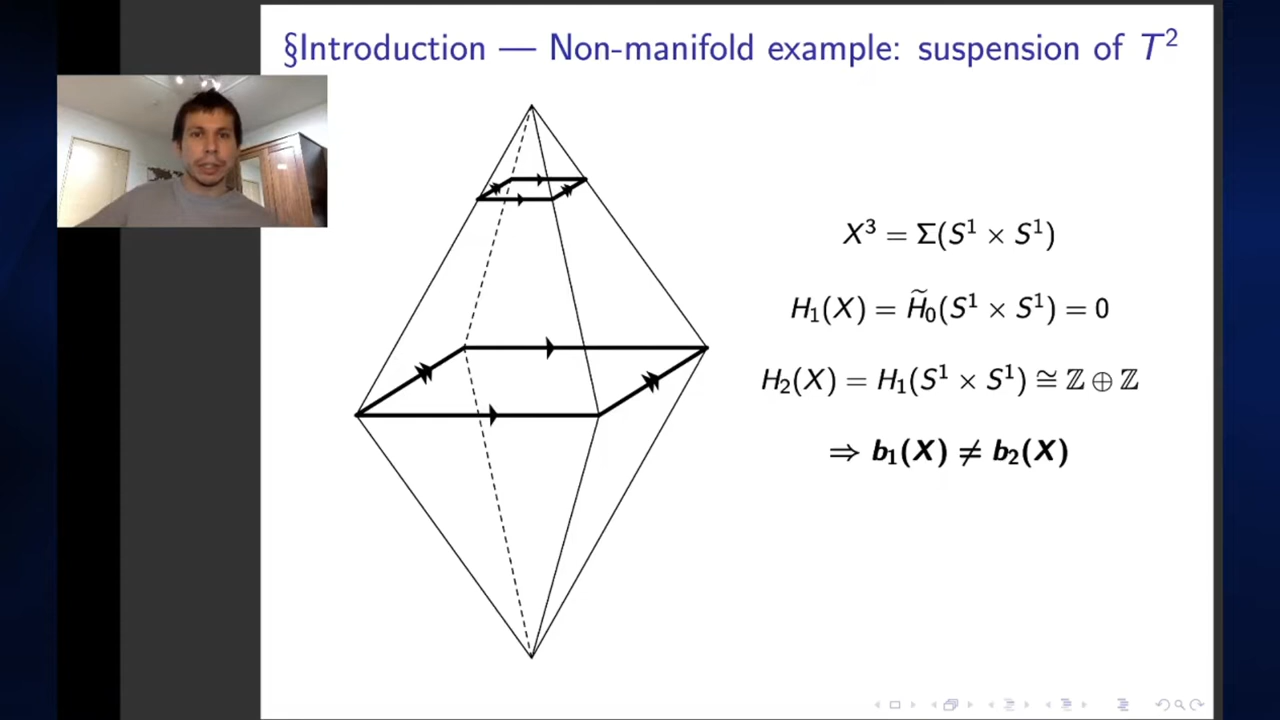 §Introduction — Non-manifold example: suspension of T²
X³ = Σ(S¹ × S¹)
H₁(X) = H̃₀(S¹ × S¹) = 0
H₂(X) = H₁(S¹ × S¹) ≅ ℤ ⊕ ℤ
⇒ b₁(X) ≠ b₂(X)